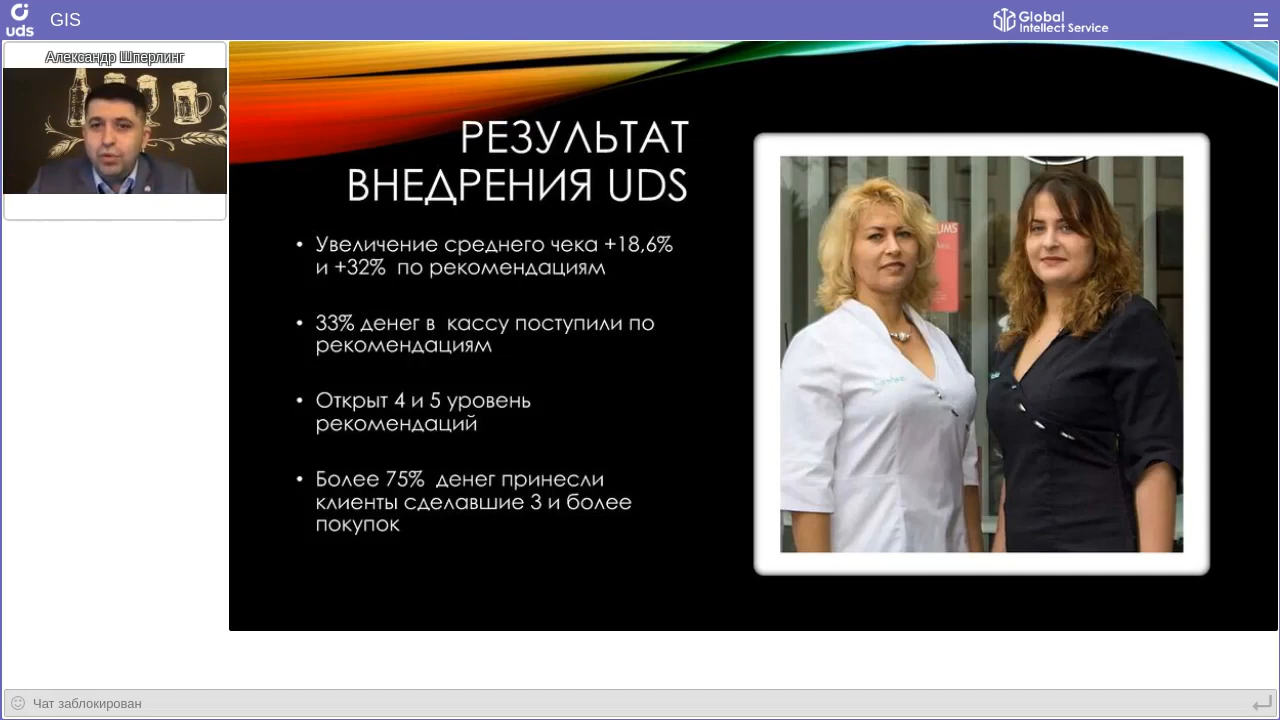 uds
GIS
Global
Intellect Service
Александр Шперлинг
РЕЗУЛЬТАТ
ВНЕДРЕНИЯ UDS
• Увеличение среднего чека +18,6%
и +32% по рекомендациям
• 33% денег в кассу поступили по
рекомендациям
• Открыт 4 и 5 уровень
рекомендаций
• Более 75% денег принесли
клиенты сделавшие 3 и более
покупок
Чат заблокирован